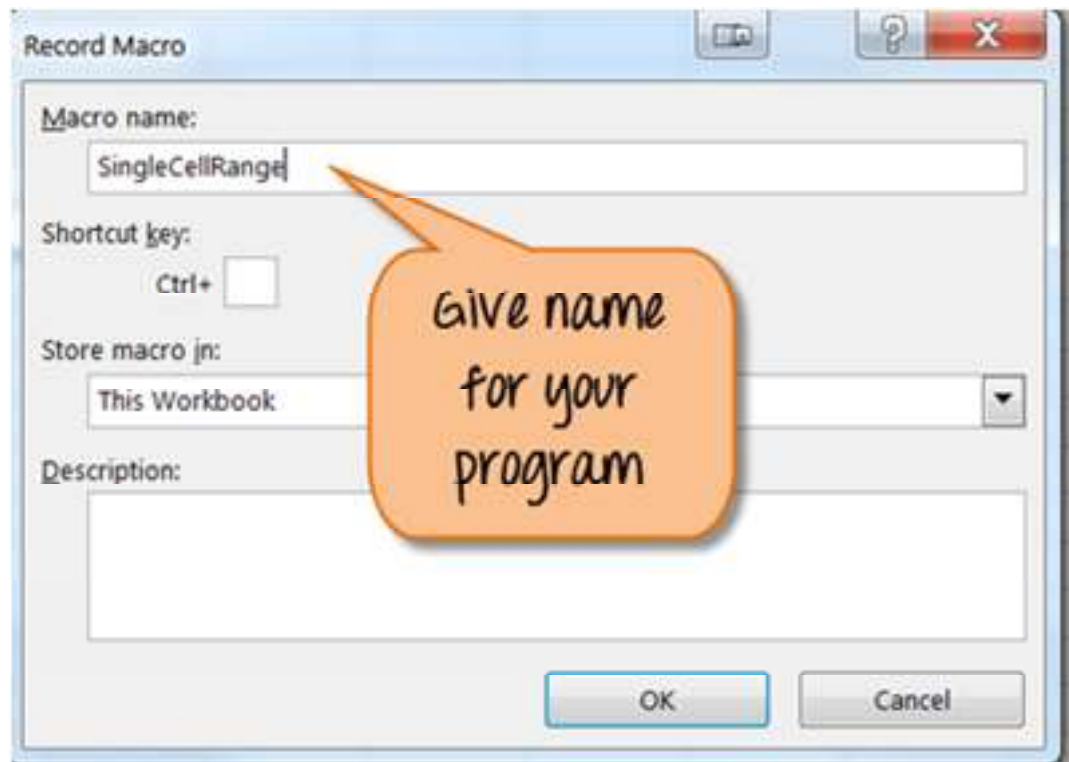 Record Macro
Macro name:
SingleCellRange
Shortcut key:
Ctrl+
Give name
for your
program
Store macro in:
This Workbook
Description:
OK
Cancel